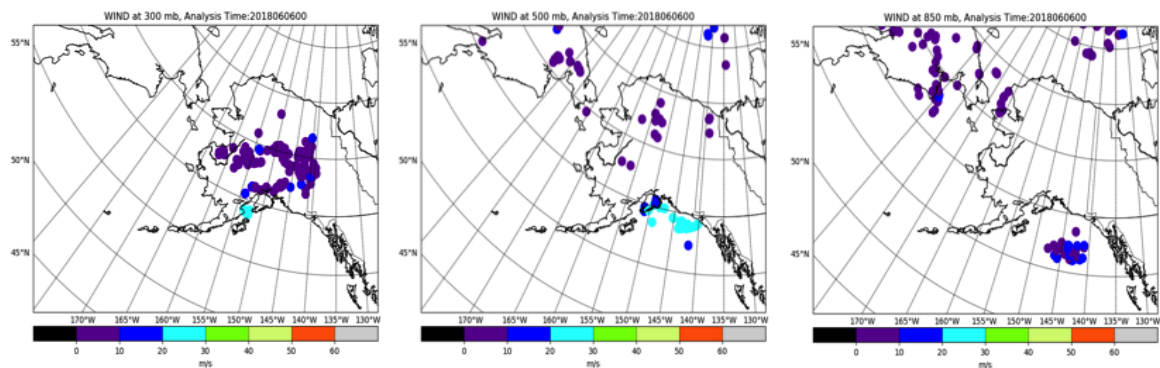 WIND at 300 mb, Analysis Time:2018060600
55°N
50°N
45°N
170°W 165°W 160°W 155°W 150°W 145°W 140°W 135°W 130°W
0 10 20 30 40 50 60
m/s
WIND at 500 mb, Analysis Time:2018060600
55°N
50°N
45°N
170°W 165°W 160°W 155°W 150°W 145°W 140°W 135°W 130°W
0 10 20 30 40 50 60
m/s
WIND at 850 mb, Analysis Time:2018060600
55°N
50°N
45°N
170°W 165°W 160°W 155°W 150°W 145°W 140°W 135°W 130°W
0 10 20 30 40 50 60
m/s